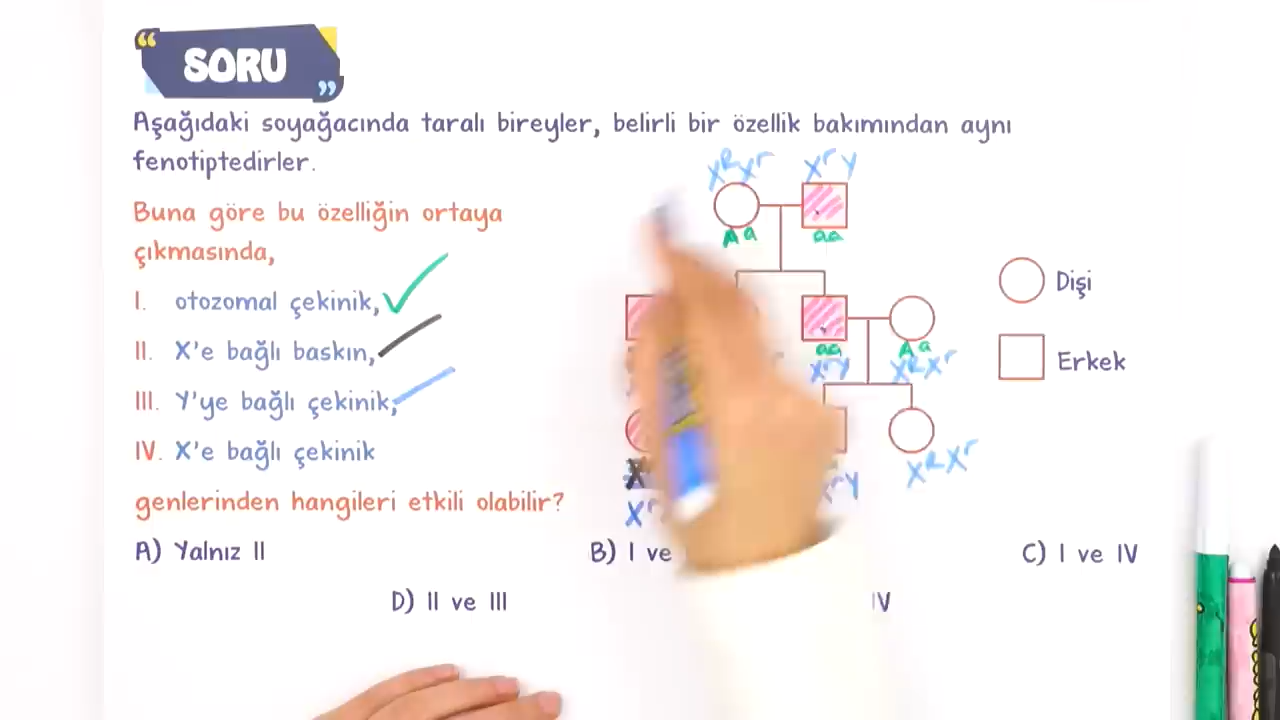 “ SORU ”
Aşağıdaki soyağacında taralı bireyler, belirli bir özellik bakımından aynı
fenotiptedirler.
Buna göre bu özelliğin ortaya
çıkmasında,
I. otozomal çekinik,
II. X'e bağlı baskın,
III. Y'ye bağlı çekinik,
IV. X'e bağlı çekinik
genlerinden hangileri etkili olabilir?
XᴿXʳ XʳY
Aa aa
Dişi
aa Aa
XʳY XᴿXʳ
Erkek
XʳY XᴿXʳ
X
Xʳ
A) Yalnız II
B) I ve
C) I ve IV
D) II ve III
IV